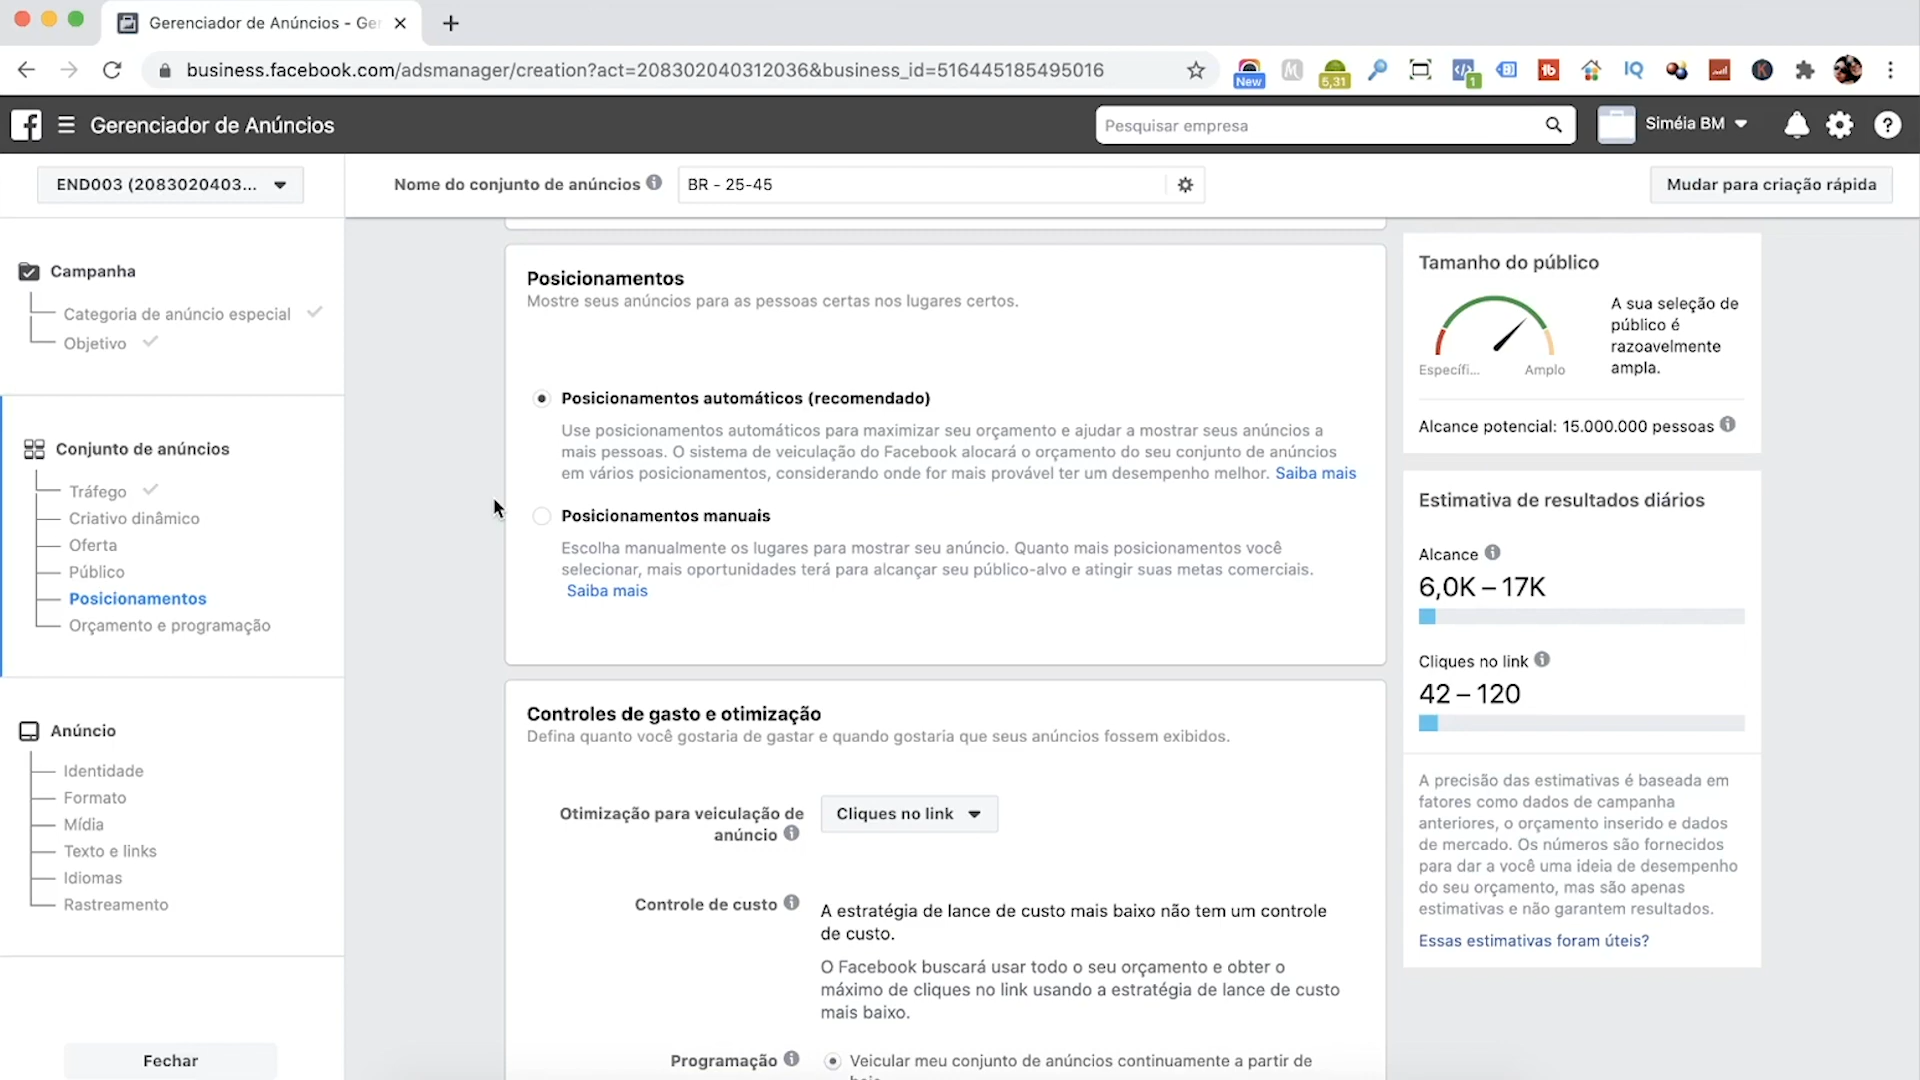 Gerenciador de Anúncios - Ger
business.facebook.com/adsmanager/creation?act=208302040312036&business_id=516445185495016
New
5,31
1
IQ
Gerenciador de Anúncios
Pesquisar empresa
Siméia BM
END003 (2083020403...
Nome do conjunto de anúncios
BR - 25-45
Mudar para criação rápida
Campanha
Categoria de anúncio especial
Objetivo
Conjunto de anúncios
Tráfego
Criativo dinâmico
Oferta
Público
Posicionamentos
Orçamento e programação
Anúncio
Identidade
Formato
Mídia
Texto e links
Idiomas
Rastreamento
Fechar
Posicionamentos
Mostre seus anúncios para as pessoas certas nos lugares certos.
Posicionamentos automáticos (recomendado)
Use posicionamentos automáticos para maximizar seu orçamento e ajudar a mostrar seus anúncios a
mais pessoas. O sistema de veiculação do Facebook alocará o orçamento do seu conjunto de anúncios
em vários posicionamentos, considerando onde for mais provável ter um desempenho melhor. Saiba mais
Posicionamentos manuais
Escolha manualmente os lugares para mostrar seu anúncio. Quanto mais posicionamentos você
selecionar, mais oportunidades terá para alcançar seu público-alvo e atingir suas metas comerciais.
Saiba mais
Controles de gasto e otimização
Defina quanto você gostaria de gastar e quando gostaria que seus anúncios fossem exibidos.
Otimização para veiculação de
anúncio
Cliques no link
Controle de custo
A estratégia de lance de custo mais baixo não tem um controle
de custo.
O Facebook buscará usar todo o seu orçamento e obter o
máximo de cliques no link usando a estratégia de lance de custo
mais baixo.
Programação
Veicular meu conjunto de anúncios continuamente a partir de
Tamanho do público
Específi...
Amplo
A sua seleção de
público é
razoavelmente
ampla.
Alcance potencial: 15.000.000 pessoas
Estimativa de resultados diários
Alcance
6,0K – 17K
Cliques no link
42 – 120
A precisão das estimativas é baseada em
fatores como dados de campanha
anteriores, o orçamento inserido e dados
de mercado. Os números são fornecidos
para dar a você uma ideia de desempenho
do seu orçamento, mas são apenas
estimativas e não garantem resultados.
Essas estimativas foram úteis?